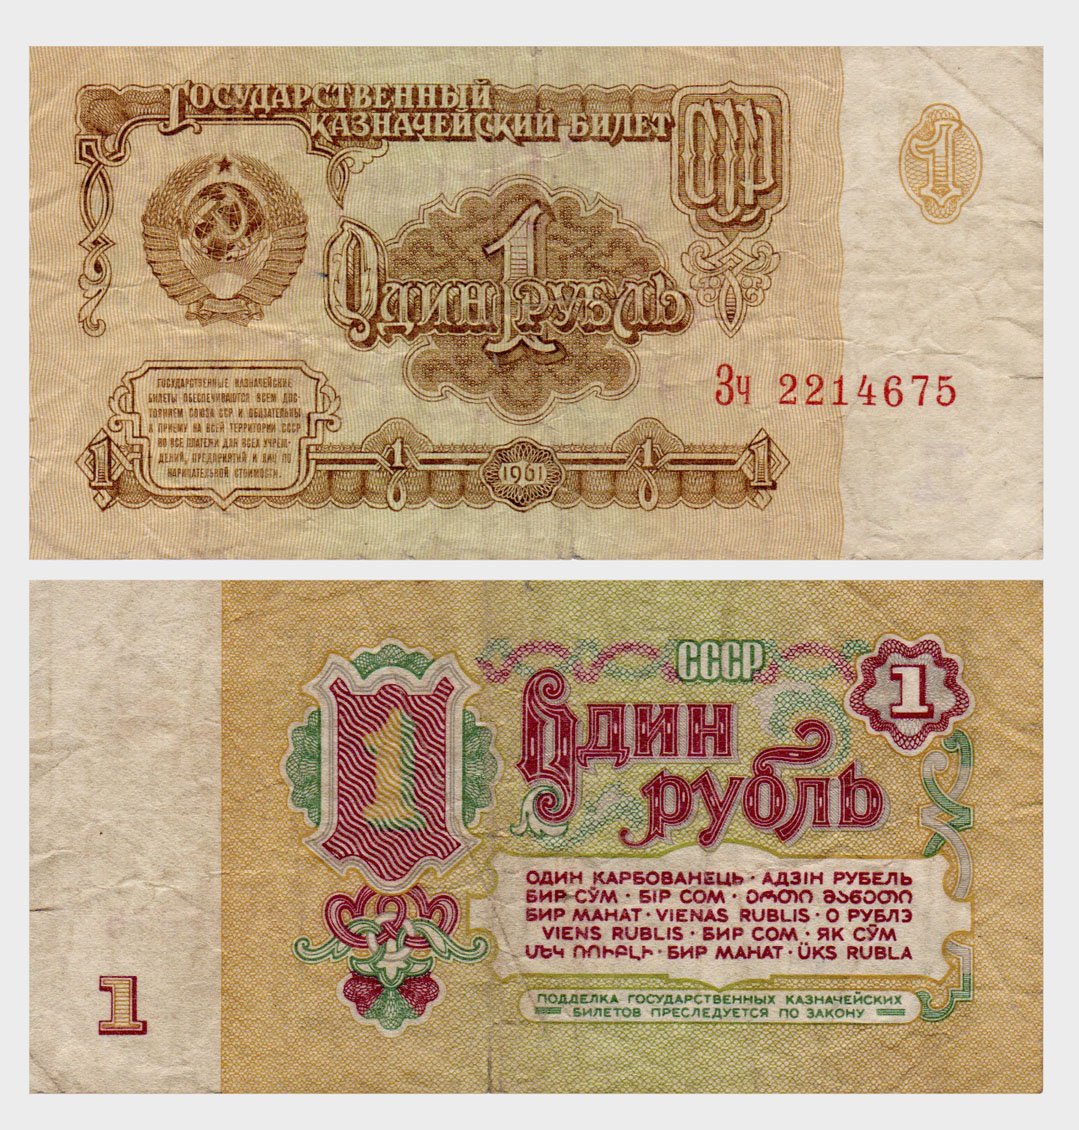 ГОСУДАРСТВЕННЫЙ
КАЗНАЧЕЙСКИЙ БИЛЕТ
СССР
1
1
ОДИН РУБЛЬ
Зч 2214675
ГОСУДАРСТВЕННЫЕ КАЗНАЧЕЙСКИЕ
БИЛЕТЫ ОБЕСПЕЧИВАЮТСЯ ВСЕМ ДОС-
ТОЯНИЕМ СОЮЗА ССР И ОБЯЗАТЕЛЬНЫ
К ПРИЕМУ НА ВСЕЙ ТЕРРИТОРИИ СССР
ВО ВСЕ ПЛАТЕЖИ ДЛЯ ВСЕХ УЧРЕЖ-
ДЕНИЙ, ПРЕДПРИЯТИЙ И ЛИЦ ПО
НАРИЦАТЕЛЬНОЙ СТОИМОСТИ.
1 1 1961 1 1
СССР
1
1
ОДИН
РУБЛЬ
ОДИН КАРБОВАНЕЦЬ · АДЗІН РУБЕЛЬ
БИР СЎМ · БІР СОМ · ᲔᲠᲗᲘ ᲛᲐᲜᲔᲗᲘ
БИР МАНАТ · VIENAS RUBLIS · О РУБЛЭ
VIENS RUBLIS · БИР СОМ · ЯК СЎМ
ՄԵԿ ՌՈՒԲԼԻ · БИР МАНАТ · ÜKS RUBLA
ПОДДЕЛКА ГОСУДАРСТВЕННЫХ КАЗНАЧЕЙСКИХ
БИЛЕТОВ ПРЕСЛЕДУЕТСЯ ПО ЗАКОНУ
1